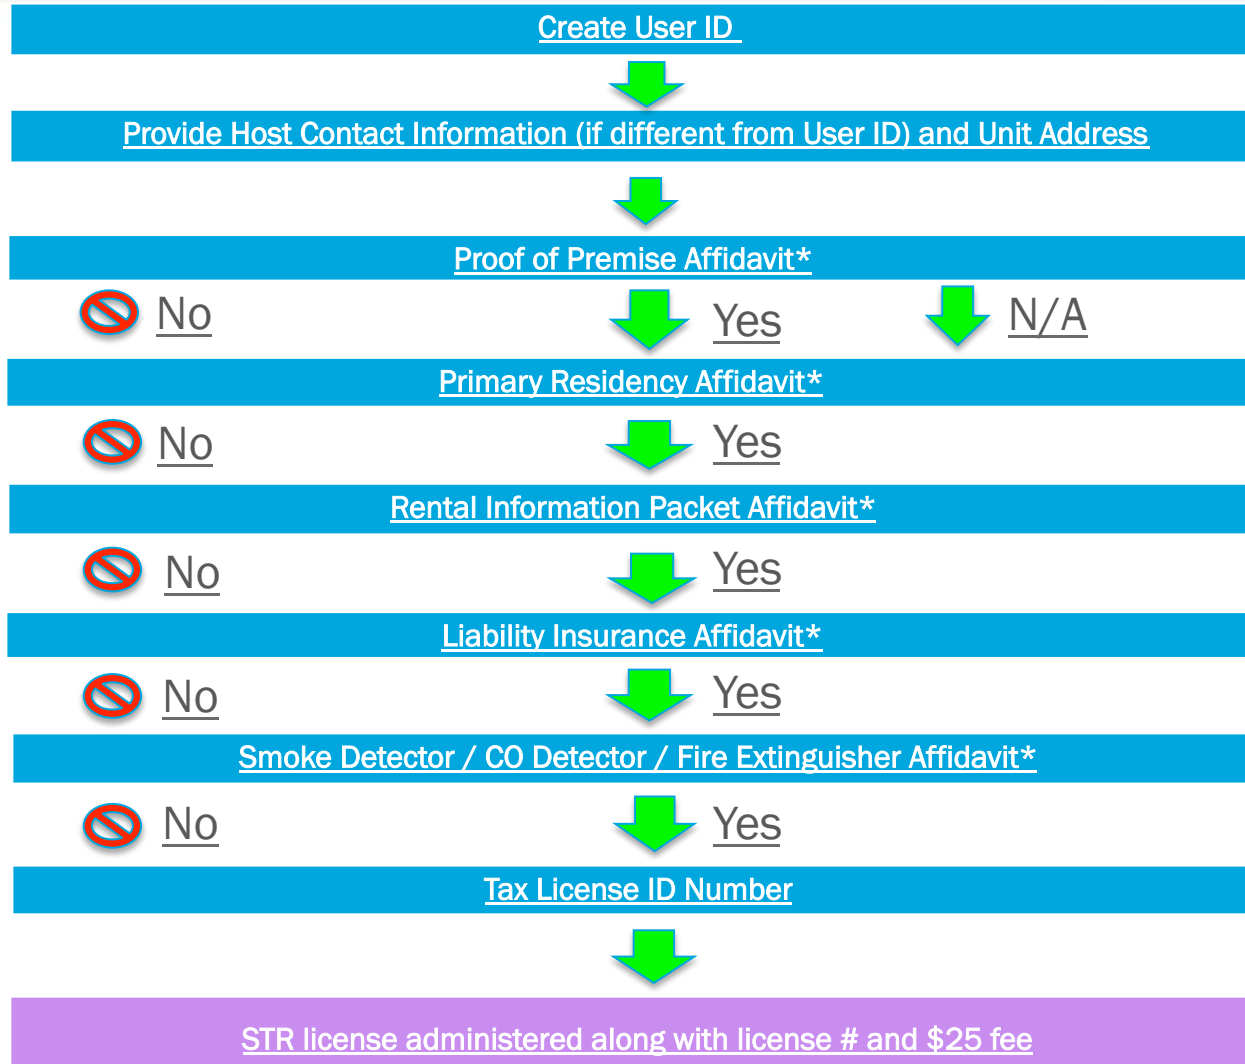 Create User ID
Provide Host Contact Information (if different from User ID) and Unit Address
Proof of Premise Affidavit*
No Yes N/A
Primary Residency Affidavit*
No Yes
Rental Information Packet Affidavit*
No Yes
Liability Insurance Affidavit*
No Yes
Smoke Detector / CO Detector / Fire Extinguisher Affidavit*
No Yes
Tax License ID Number
STR license administered along with license # and $25 fee